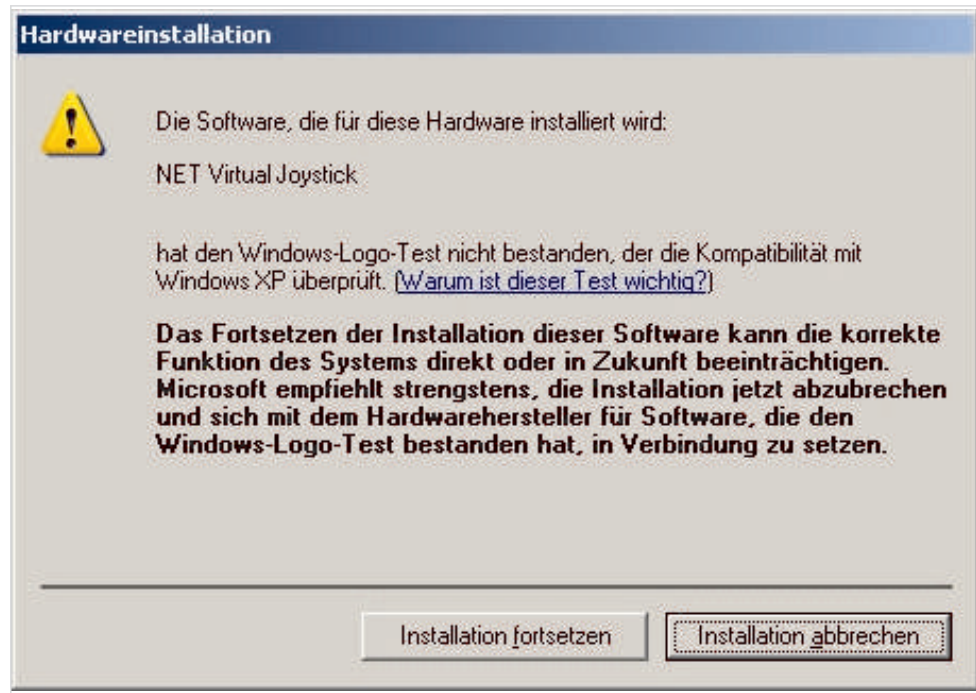 Hardwareinstallation
Die Software, die für diese Hardware installiert wird:
NET Virtual Joystick
hat den Windows-Logo-Test nicht bestanden, der die Kompatibilität mit
Windows XP überprüft. (Warum ist dieser Test wichtig?)
Das Fortsetzen der Installation dieser Software kann die korrekte
Funktion des Systems direkt oder in Zukunft beeinträchtigen.
Microsoft empfiehlt strengstens, die Installation jetzt abzubrechen
und sich mit dem Hardwarehersteller für Software, die den
Windows-Logo-Test bestanden hat, in Verbindung zu setzen.
Installation fortsetzen
Installation abbrechen